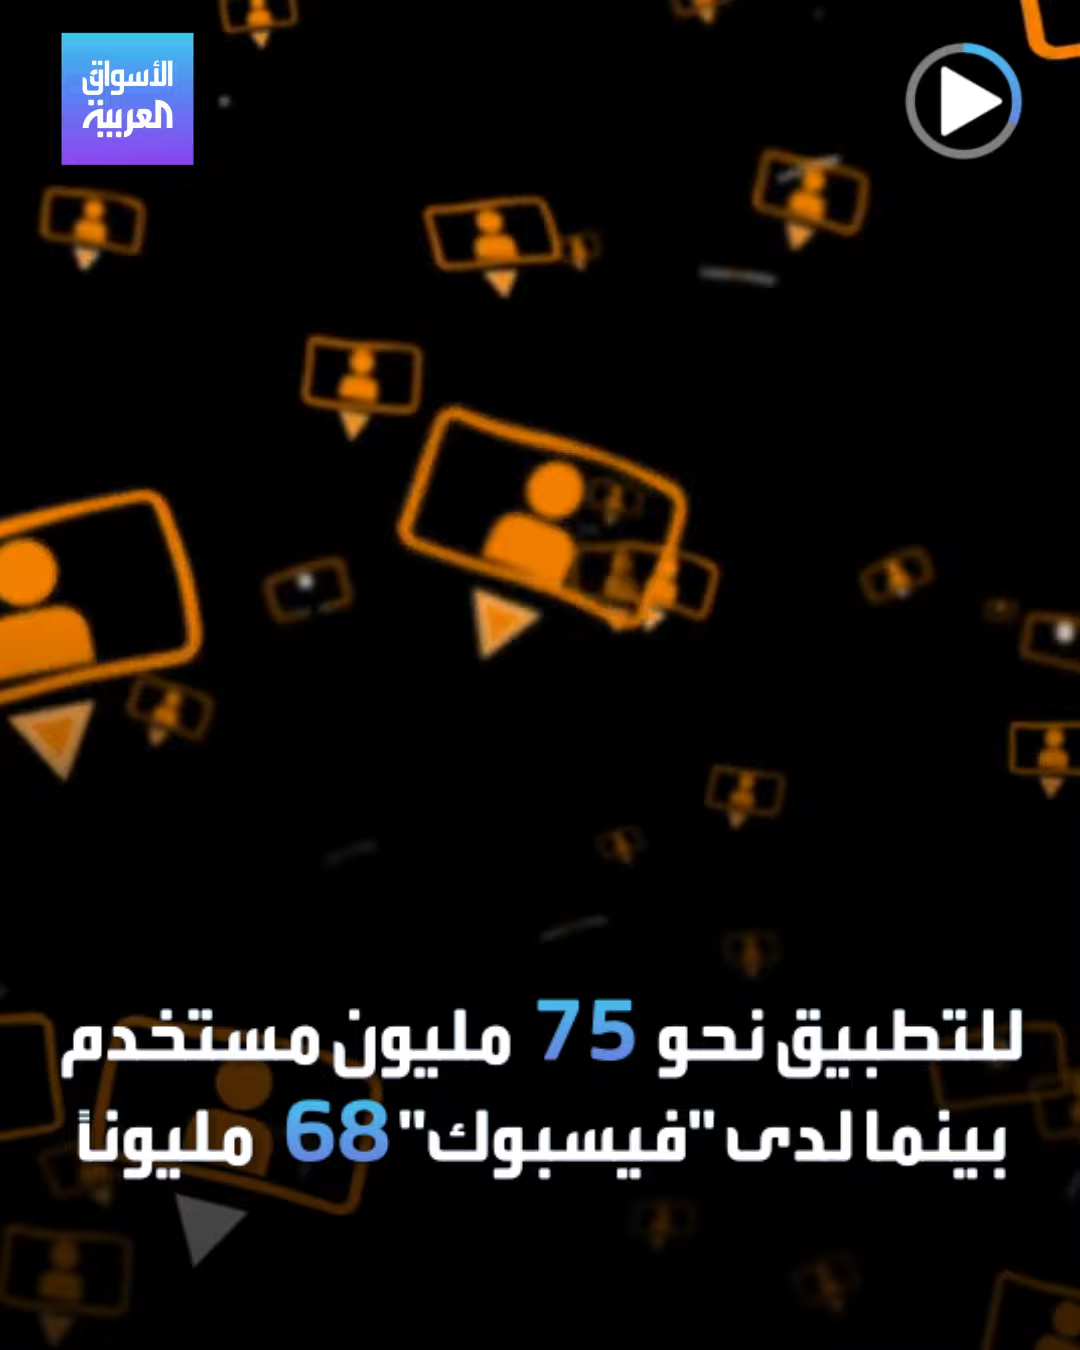 الأسواق
العربية
للتطبيق نحو 75 مليون مستخدم
بينما لدى "فيسبوك" 68 مليوناً